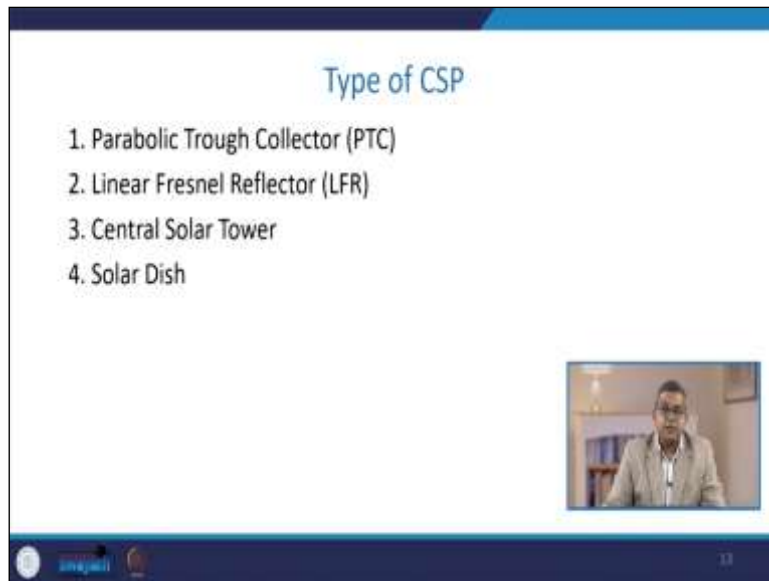 Type of CSP
1. Parabolic Trough Collector (PTC)
2. Linear Fresnel Reflector (LFR)
3. Central Solar Tower
4. Solar Dish
13